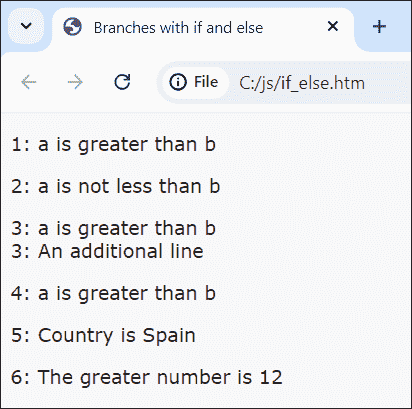 Branches with if and else
File C:/js/if_else.htm
1: a is greater than b
2: a is not less than b
3: a is greater than b
3: An additional line
4: a is greater than b
5: Country is Spain
6: The greater number is 12